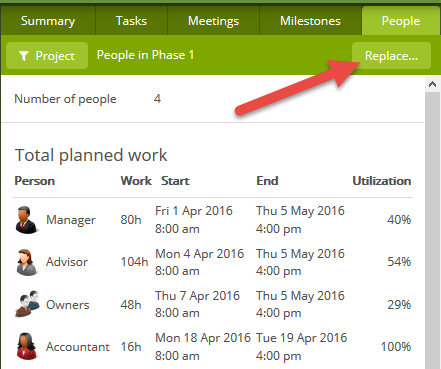 Summary Tasks Meetings Milestones People
Project People in Phase 1 Replace...
Number of people 4
Total planned work
Person Work Start End Utilization
Manager 80h Fri 1 Apr 2016 8:00 am Thu 5 May 2016 4:00 pm 40%
Advisor 104h Mon 4 Apr 2016 8:00 am Thu 5 May 2016 4:00 pm 54%
Owners 48h Thu 7 Apr 2016 8:00 am Thu 5 May 2016 4:00 pm 29%
Accountant 16h Mon 18 Apr 2016 8:00 am Tue 19 Apr 2016 4:00 pm 100%